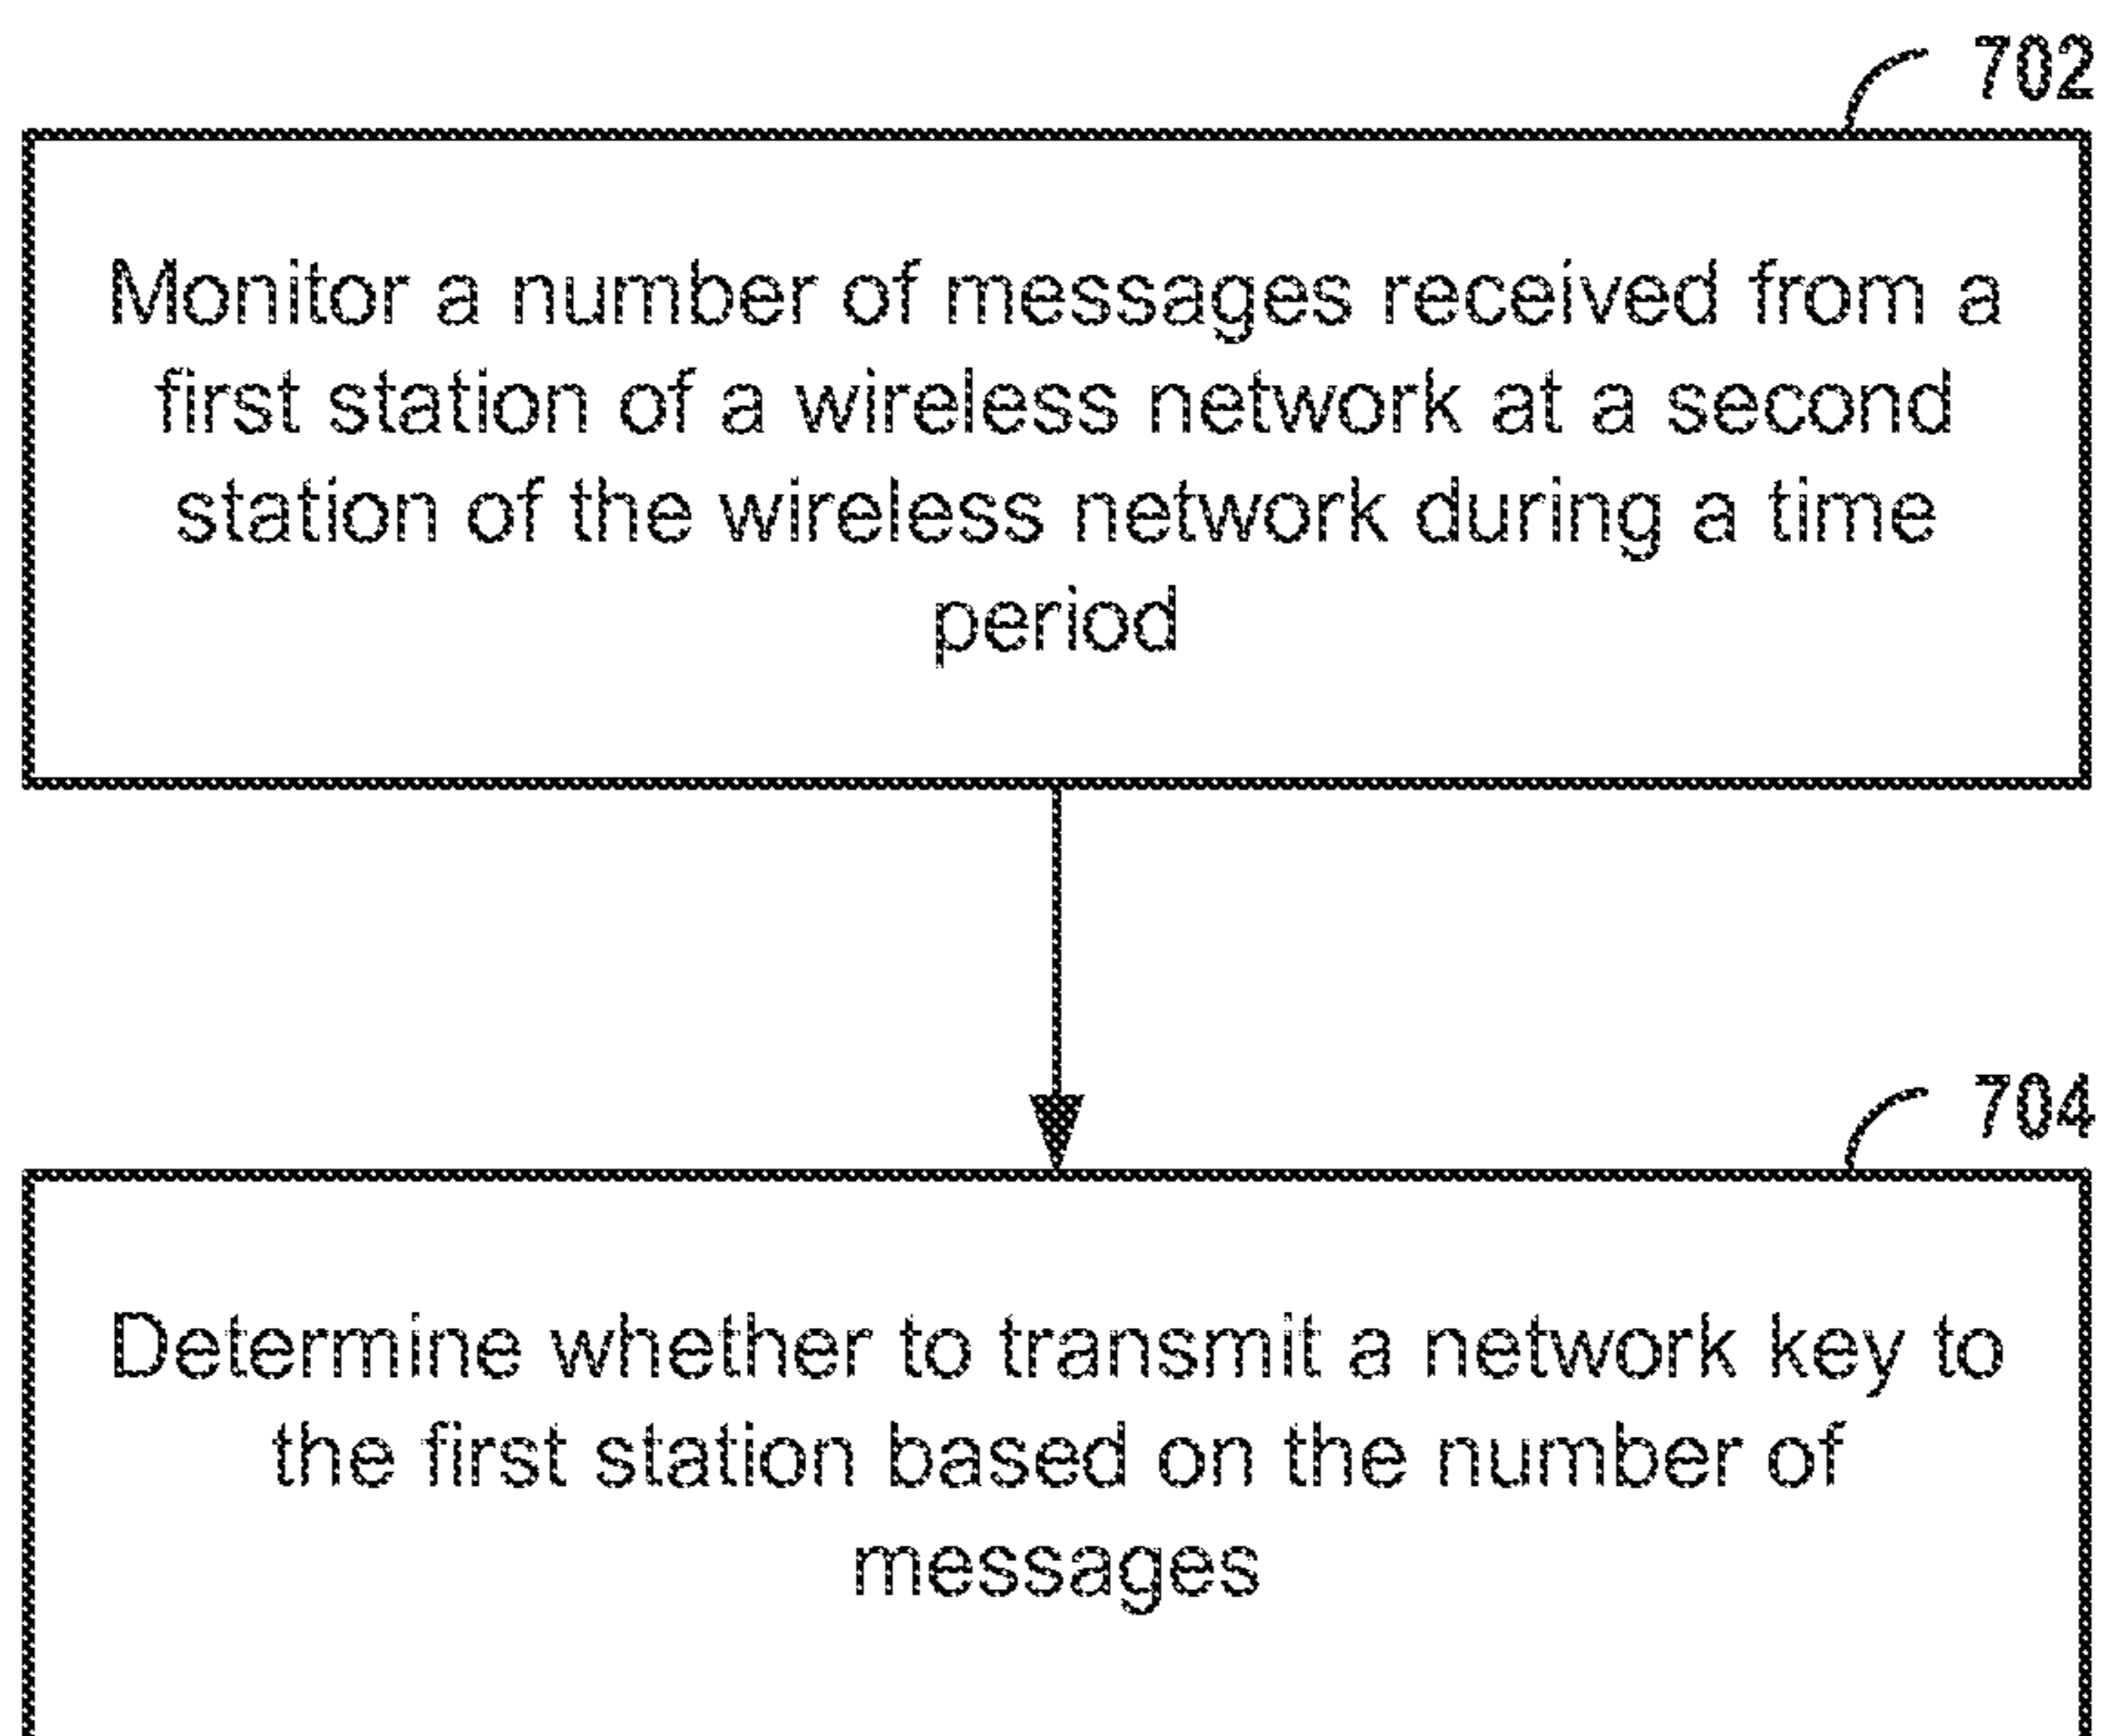 702
Monitor a number of messages received from a
first station of a wireless network at a second
station of the wireless network during a time
period
704
Determine whether to transmit a network key to
the first station based on the number of
messages